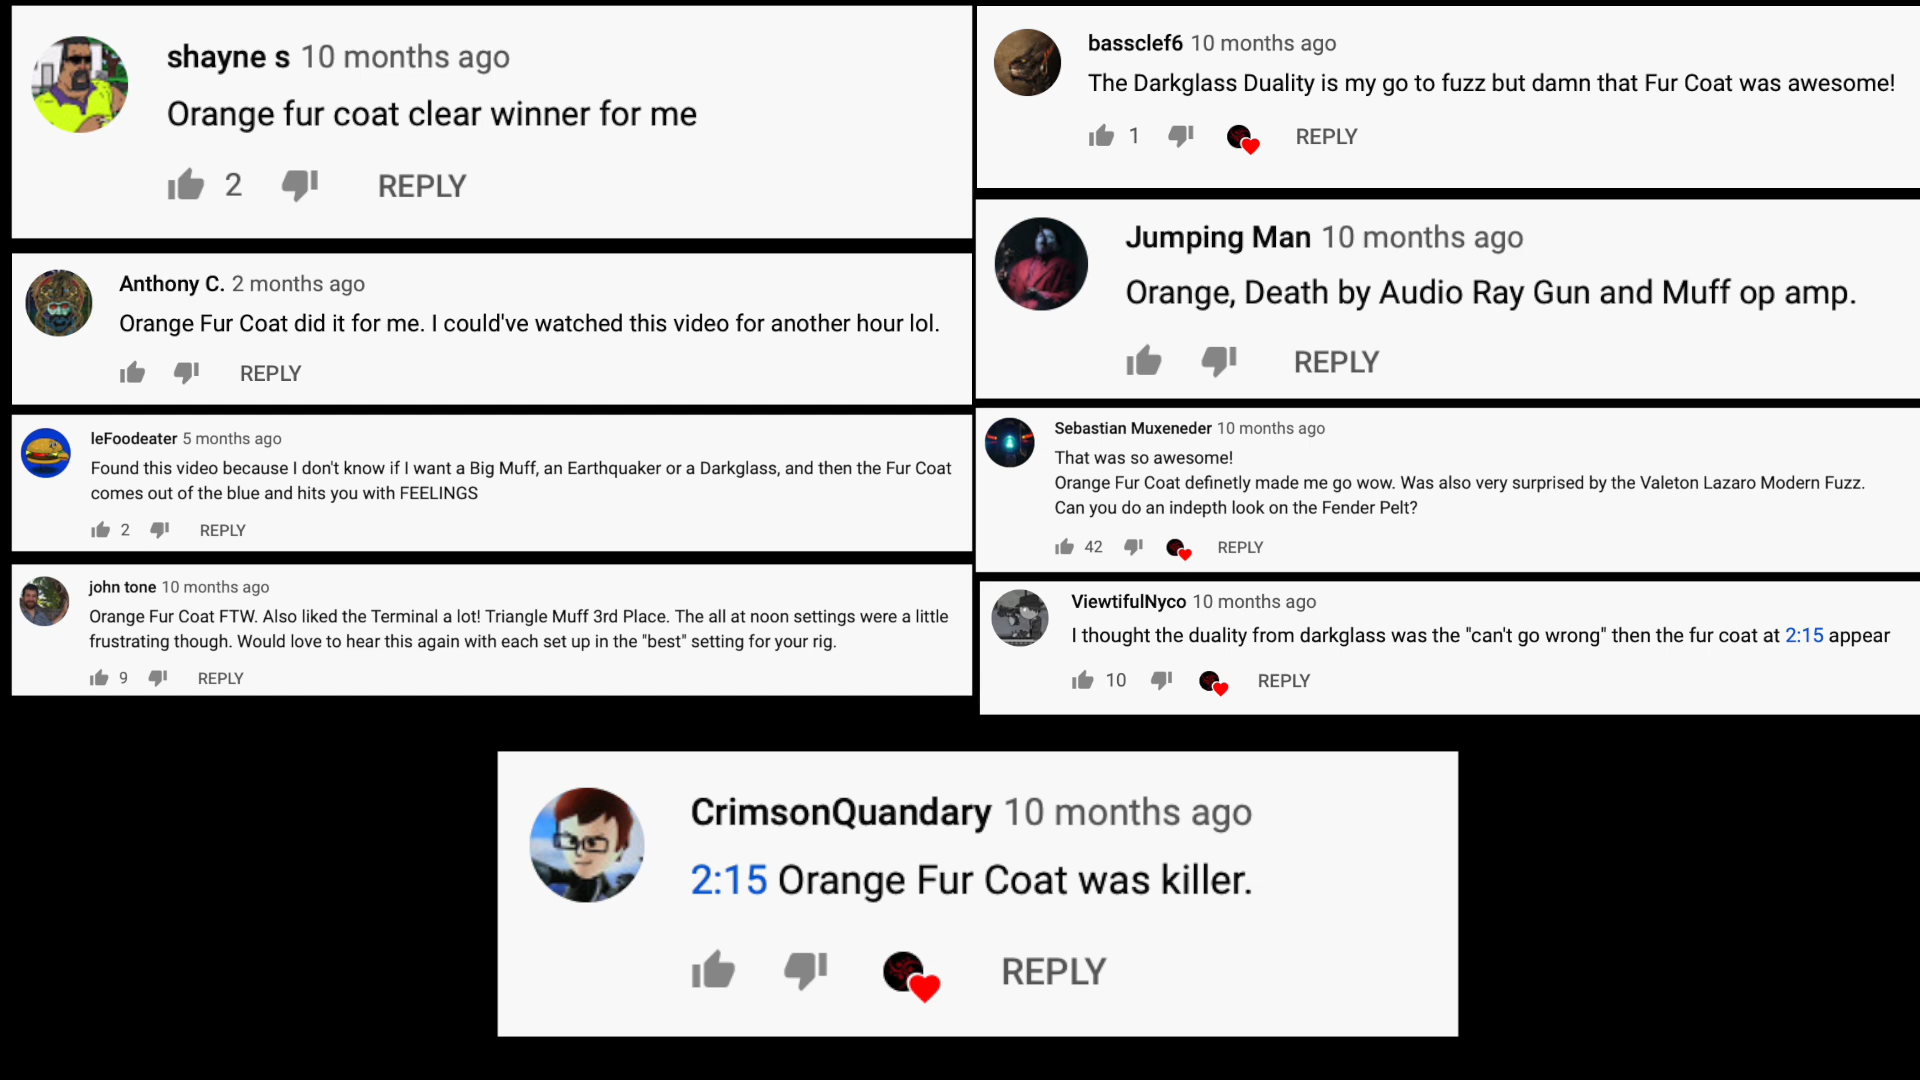 shayne s 10 months ago
Orange fur coat clear winner for me
2 REPLY
Anthony C. 2 months ago
Orange Fur Coat did it for me. I could've watched this video for another hour lol.
REPLY
leFoodeater 5 months ago
Found this video because I don't know if I want a Big Muff, an Earthquaker or a Darkglass, and then the Fur Coat
comes out of the blue and hits you with FEELINGS
2 REPLY
john tone 10 months ago
Orange Fur Coat FTW. Also liked the Terminal a lot! Triangle Muff 3rd Place. The all at noon settings were a little
frustrating though. Would love to hear this again with each set up in the "best" setting for your rig.
9 REPLY
bassclef6 10 months ago
The Darkglass Duality is my go to fuzz but damn that Fur Coat was awesome!
1 REPLY
Jumping Man 10 months ago
Orange, Death by Audio Ray Gun and Muff op amp.
REPLY
Sebastian Muxeneder 10 months ago
That was so awesome!
Orange Fur Coat definetly made me go wow. Was also very surprised by the Valeton Lazaro Modern Fuzz.
Can you do an indepth look on the Fender Pelt?
42 REPLY
ViewtifulNyco 10 months ago
I thought the duality from darkglass was the "can't go wrong" then the fur coat at 2:15 appear
10 REPLY
CrimsonQuandary 10 months ago
2:15 Orange Fur Coat was killer.
REPLY